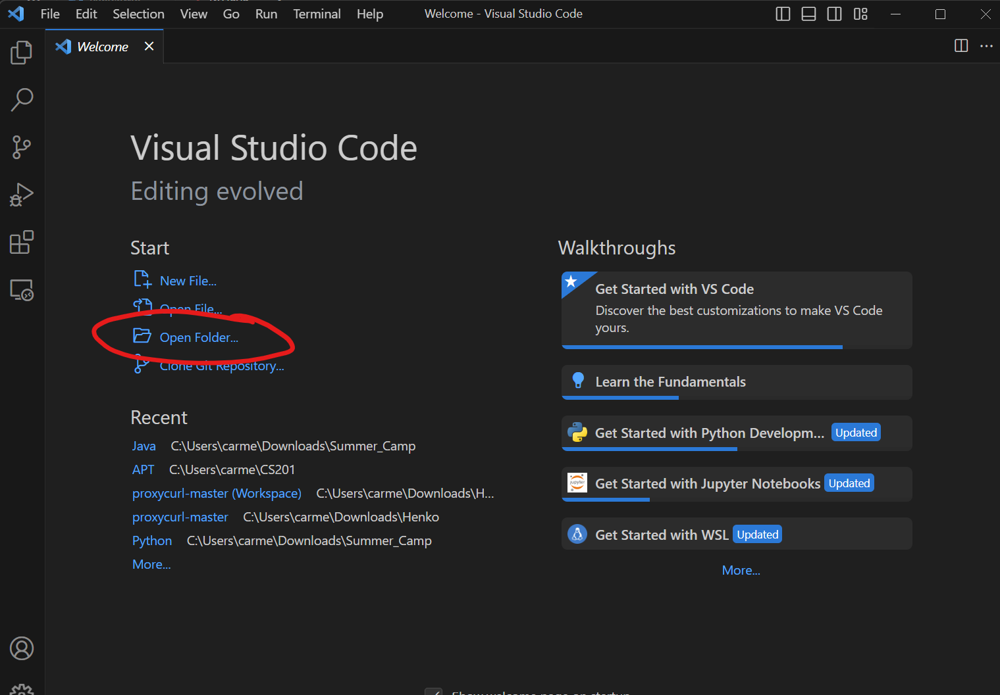 File Edit Selection View Go Run Terminal Help Welcome - Visual Studio Code
Welcome
Visual Studio Code
Editing evolved
Start
New File...
Open File...
Open Folder...
Clone Git Repository...
Recent
Java C:\Users\carme\Downloads\Summer_Camp
APT C:\Users\carme\CS201
proxycurl-master (Workspace) C:\Users\carme\Downloads\H...
proxycurl-master C:\Users\carme\Downloads\Henko
Python C:\Users\carme\Downloads\Summer_Camp
More...
Walkthroughs
Get Started with VS Code
Discover the best customizations to make VS Code
yours.
Learn the Fundamentals
Get Started with Python Developm... Updated
jupyter
Get Started with Jupyter Notebooks Updated
Get Started with WSL Updated
More...
Show welcome page on startup